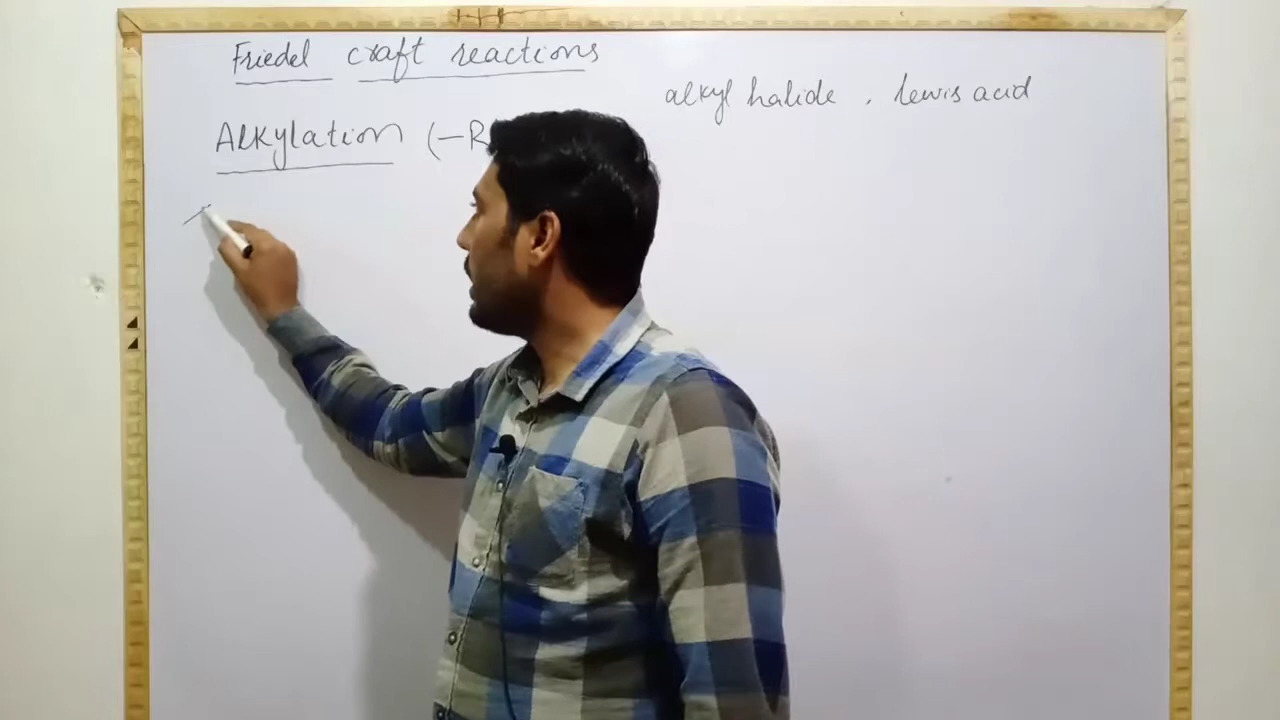 Friedel craft reactions
alkyl halide , lewis acid
Alkylation (-R